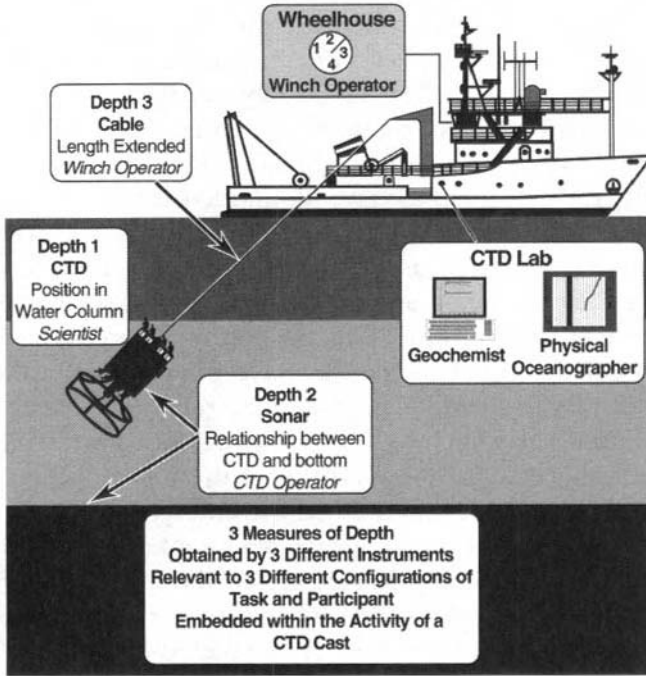 Wheelhouse
2
1 3
4
Winch Operator
Depth 3
Cable
Length Extended
Winch Operator
Depth 1
CTD
Position in
Water Column
Scientist
CTD Lab
Geochemist
Physical
Oceanographer
Depth 2
Sonar
Relationship between
CTD and bottom
CTD Operator
3 Measures of Depth
Obtained by 3 Different Instruments
Relevant to 3 Different Configurations of
Task and Participant
Embedded within the Activity of a
CTD Cast